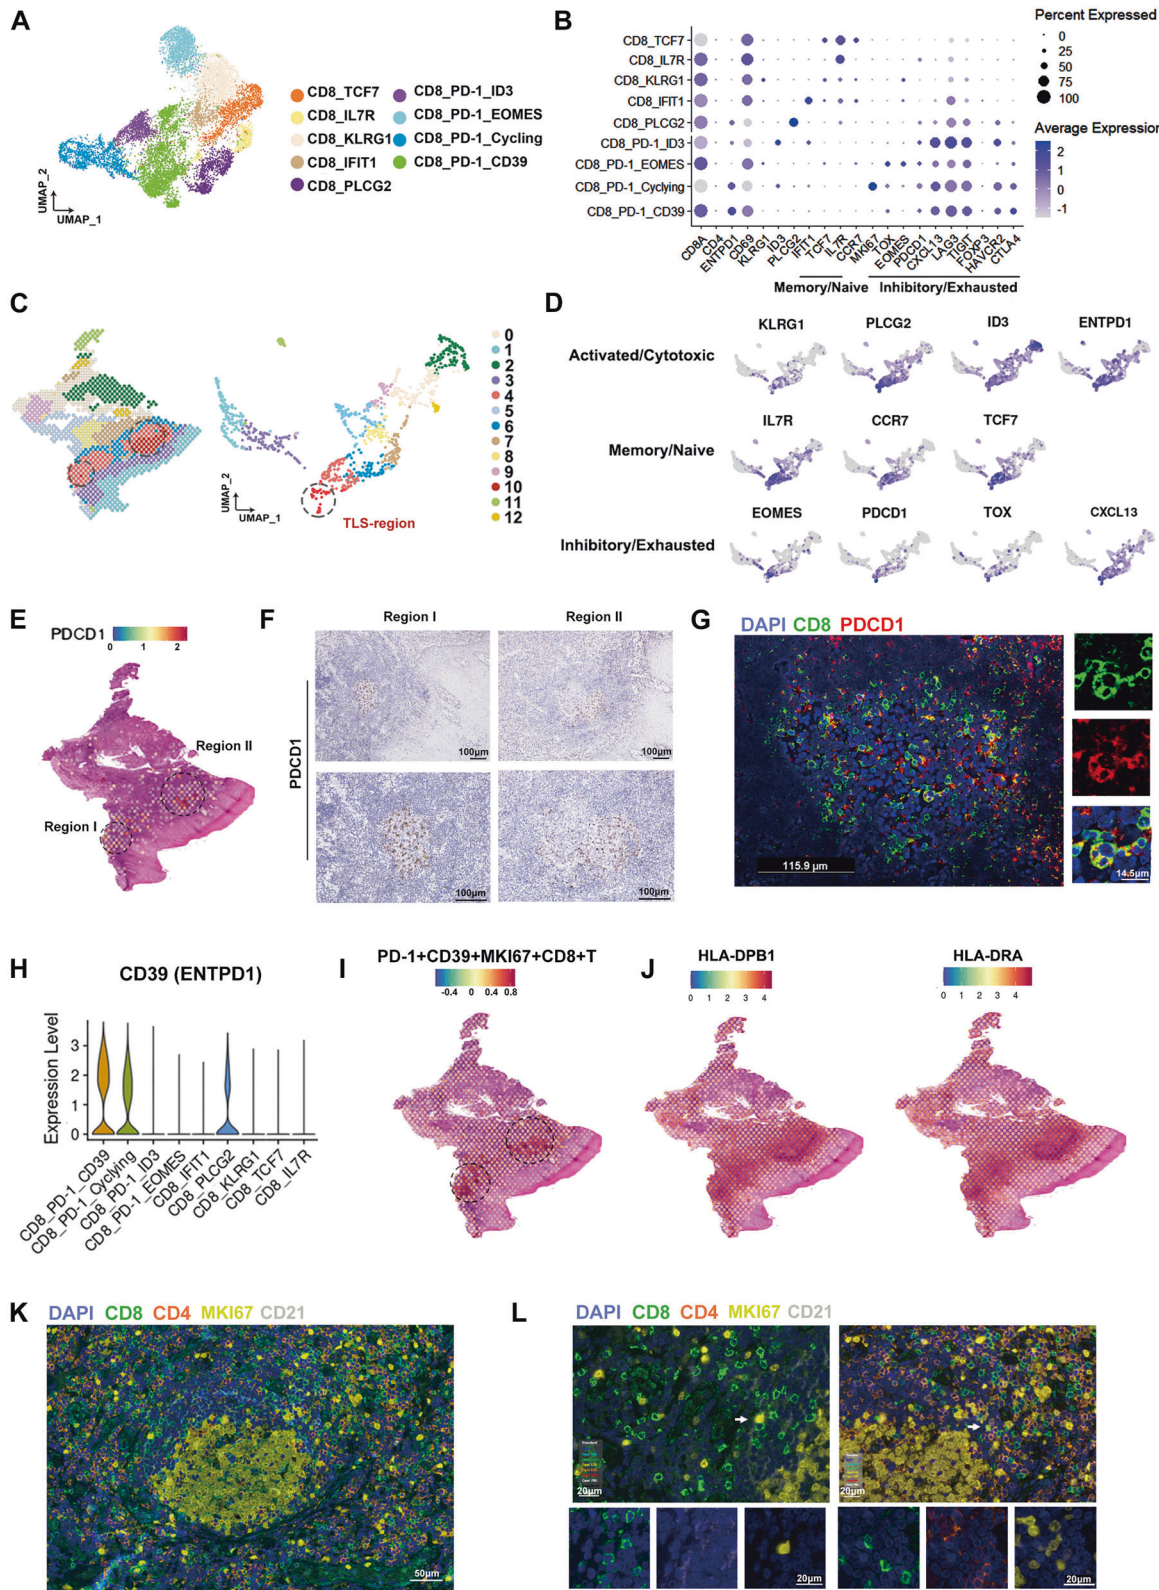 A
CD8_TCF7
CD8_IL7R
CD8_KLRG1
CD8_IFIT1
CD8_PLCG2
CD8_PD-1_ID3
CD8_PD-1_EOMES
CD8_PD-1_Cycling
CD8_PD-1_CD39
UMAP_2
UMAP_1
B
CD8_TCF7
CD8_IL7R
CD8_KLRG1
CD8_IFIT1
CD8_PLCG2
CD8_PD-1_ID3
CD8_PD-1_EOMES
CD8_PD-1_Cyclying
CD8_PD-1_CD39
CD8A
CD4
ENTPD1
CD69
KLRG1
ID3
PLCG2
IFIT1
TCF7
IL7R
CCR7
MKI67
TOX
EOMES
PDCD1
CXCL13
LAG3
TIGIT
FOXP3
HAVCR2
CTLA4
Memory/Naive
Inhibitory/Exhausted
Percent Expressed
0
25
50
75
100
Average Expression
2
1
0
-1
C
UMAP_2
UMAP_1
TLS-region
0
1
2
3
4
5
6
7
8
9
10
11
12
D
KLRG1 PLCG2 ID3 ENTPD1
Activated/Cytotoxic
IL7R CCR7 TCF7
Memory/Naive
EOMES PDCD1 TOX CXCL13
Inhibitory/Exhausted
E
PDCD1
0 1 2
Region II
Region I
F
Region I Region II
PDCD1
100μm 100μm
100μm 100μm
G
DAPI CD8 PDCD1
115.9 μm
14.5μm
H
CD39 (ENTPD1)
Expression Level
3
2
1
0
CD8_PD-1_CD39
CD8_PD-1_Cyclying
CD8_PD-1_ID3
CD8_PD-1_EOMES
CD8_IFIT1
CD8_PLCG2
CD8_KLRG1
CD8_TCF7
CD8_IL7R
I
PD-1+CD39+MKI67+CD8+T
-0.4 0 0.4 0.8
J
HLA-DPB1
0 1 2 3 4
HLA-DRA
0 1 2 3 4
K
DAPI CD8 CD4 MKI67 CD21
50μm
L
DAPI CD8 CD4 MKI67 CD21
20μm
20μm
20μm
20μm